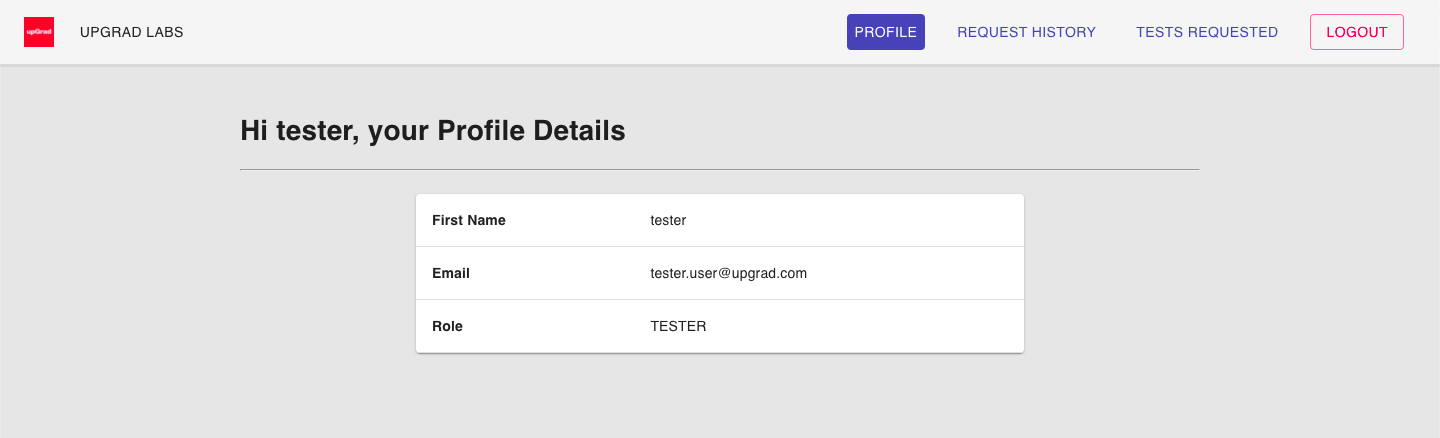 upGrad UPGRAD LABS PROFILE REQUEST HISTORY TESTS REQUESTED LOGOUT
Hi tester, your Profile Details
First Name tester
Email tester.user@upgrad.com
Role TESTER